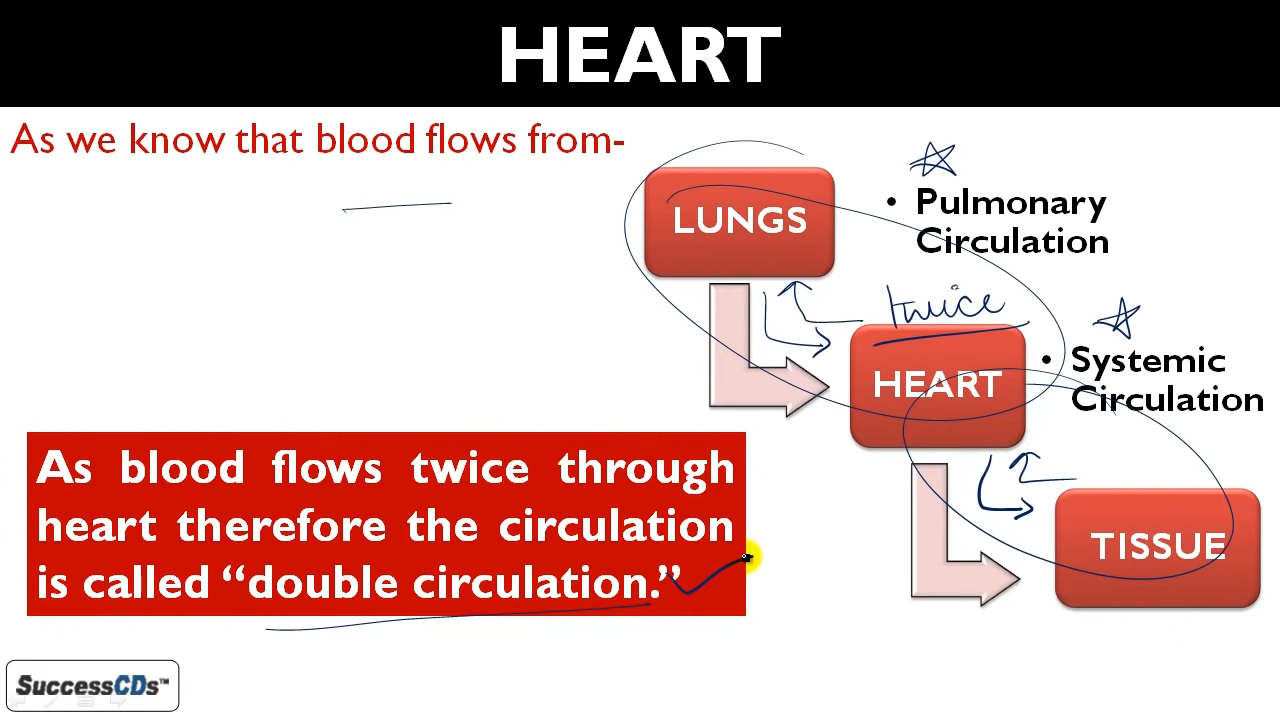 HEART
As we know that blood flows from-
LUNGS
• Pulmonary
Circulation
twice
HEART
• Systemic
Circulation
TISSUE
As blood flows twice through
heart therefore the circulation
is called “double circulation.”
SuccessCDs™